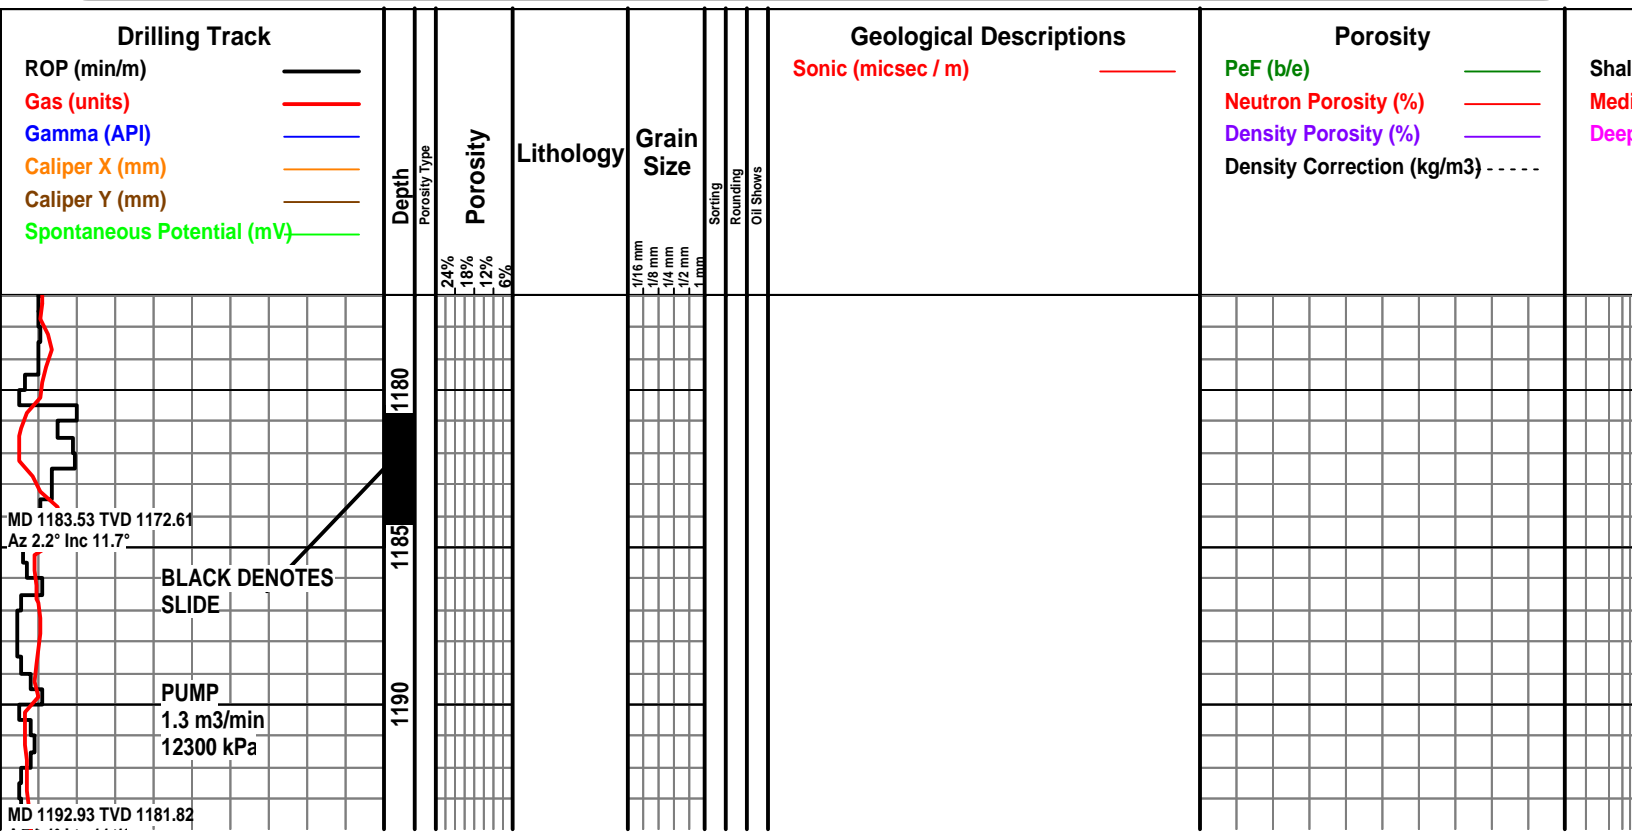 Drilling Track
ROP (min/m)
Gas (units)
Gamma (API)
Caliper X (mm)
Caliper Y (mm)
Spontaneous Potential (mV)
Depth
Porosity Type
Porosity
24%
18%
12%
6%
Lithology
Grain
Size
1/16 mm
1/8 mm
1/4 mm
1/2 mm
1 mm
Sorting
Rounding
Oil Shows
Geological Descriptions
Sonic (micsec / m)
Porosity
PeF (b/e)
Neutron Porosity (%)
Density Porosity (%)
Density Correction (kg/m3)
Shal
Medi
Deep
1180
MD 1183.53 TVD 1172.61
Az 2.2° Inc 11.7°
1185
BLACK DENOTES
SLIDE
PUMP
1.3 m3/min
12300 kPa
1190
MD 1192.93 TVD 1181.82